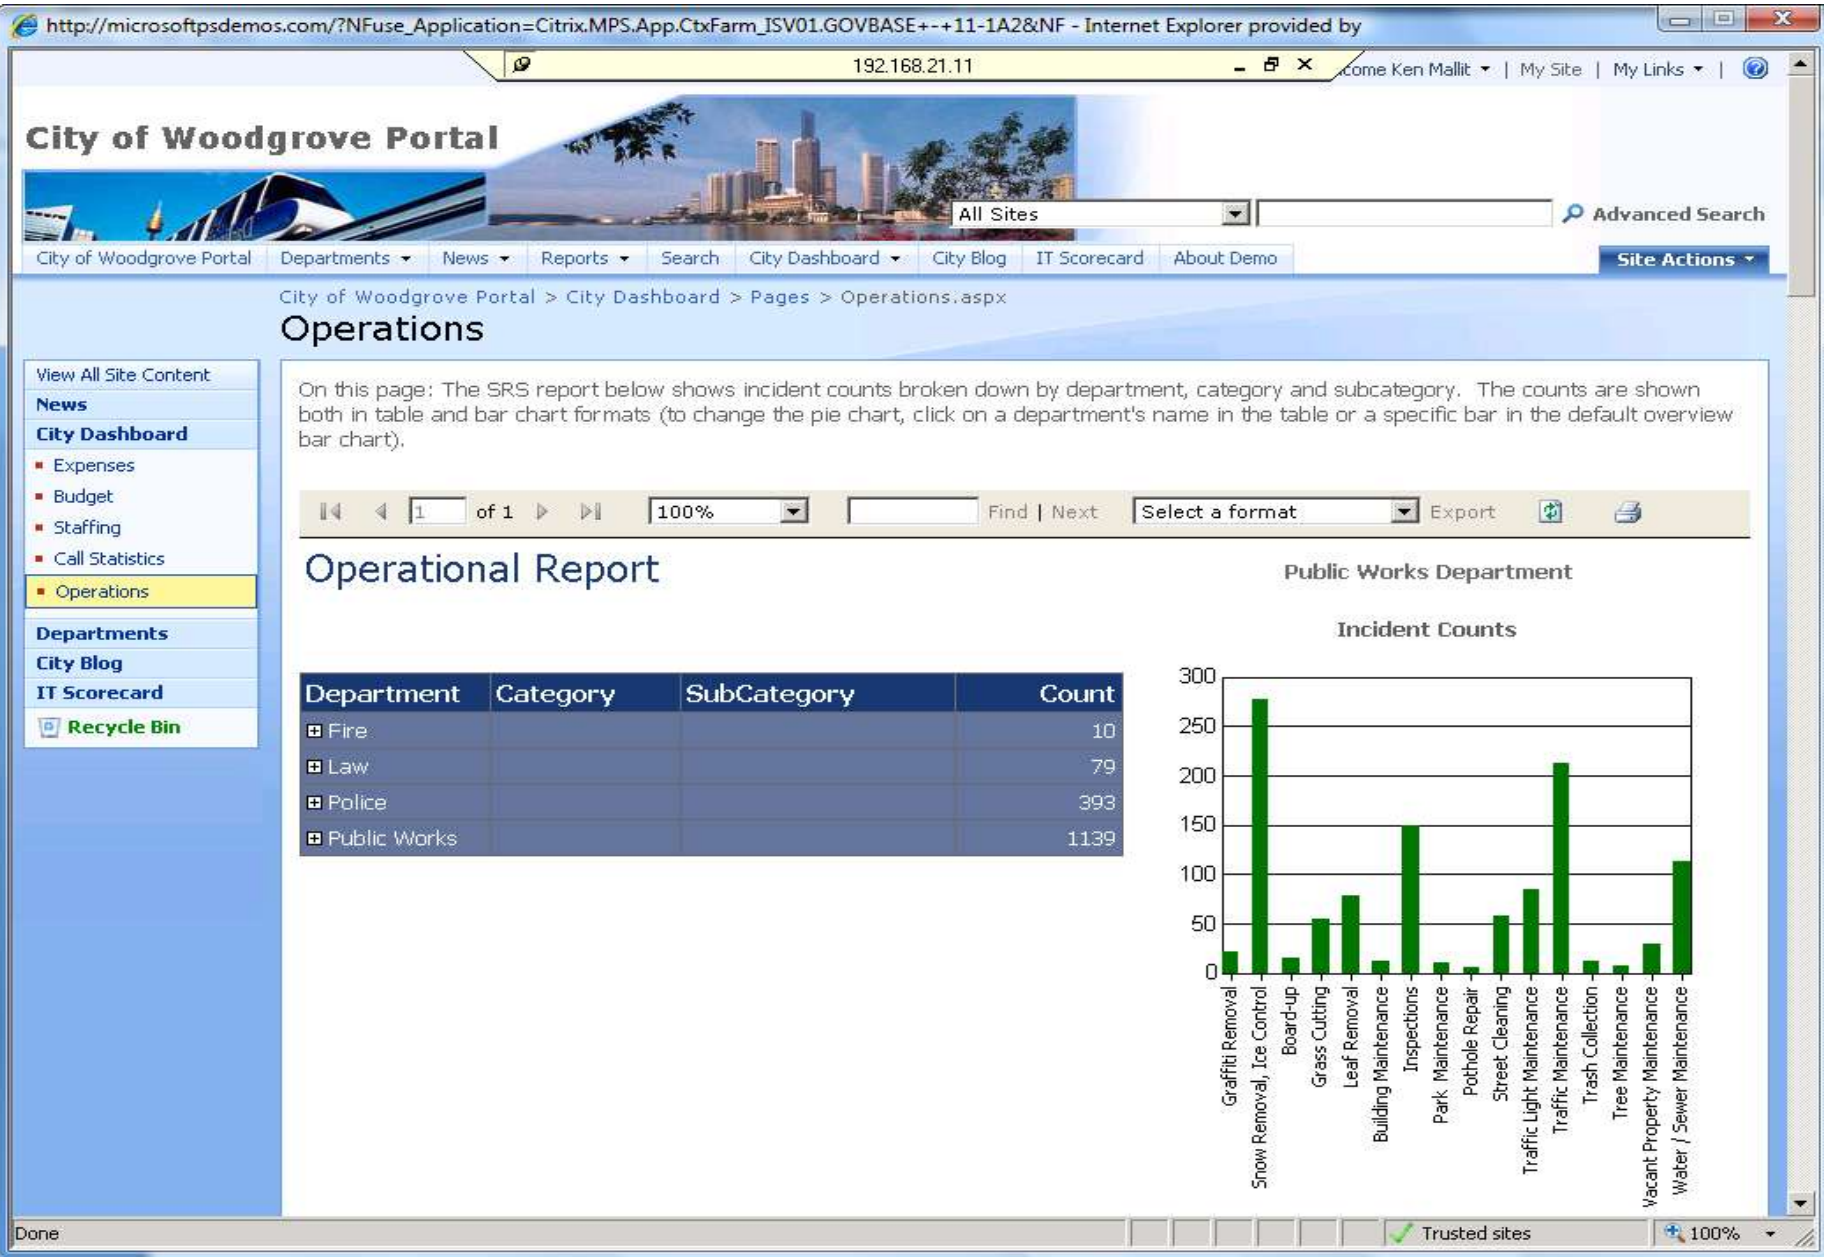 http://microsoftpsdemos.com/?NFuse_Application=Citrix.MPS.App.CtxFarm_ISV01.GOVBASE+-+11-1A2&NF - Internet Explorer provided by
192.168.21.11
come Ken Mallit | My Site | My Links |
City of Woodgrove Portal
All Sites
Advanced Search
City of Woodgrove Portal Departments News Reports Search City Dashboard City Blog IT Scorecard About Demo
Site Actions
City of Woodgrove Portal > City Dashboard > Pages > Operations.aspx
Operations
View All Site Content
News
City Dashboard
Expenses
Budget
Staffing
Call Statistics
Operations
Departments
City Blog
IT Scorecard
Recycle Bin
On this page: The SRS report below shows incident counts broken down by department, category and subcategory. The counts are shown
both in table and bar chart formats (to change the pie chart, click on a department's name in the table or a specific bar in the default overview
bar chart).
1 of 1 100% Find | Next Select a format Export
Operational Report
Department Category SubCategory Count
Fire 10
Law 79
Police 393
Public Works 1139
Public Works Department
Incident Counts
300
250
200
150
100
50
0
Graffiti Removal
Snow Removal, Ice Control
Board-up
Grass Cutting
Leaf Removal
Building Maintenance
Inspections
Park Maintenance
Pothole Repair
Street Cleaning
Traffic Light Maintenance
Traffic Maintenance
Trash Collection
Tree Maintenance
Vacant Property Maintenance
Water / Sewer Maintenance
Done
Trusted sites
100%